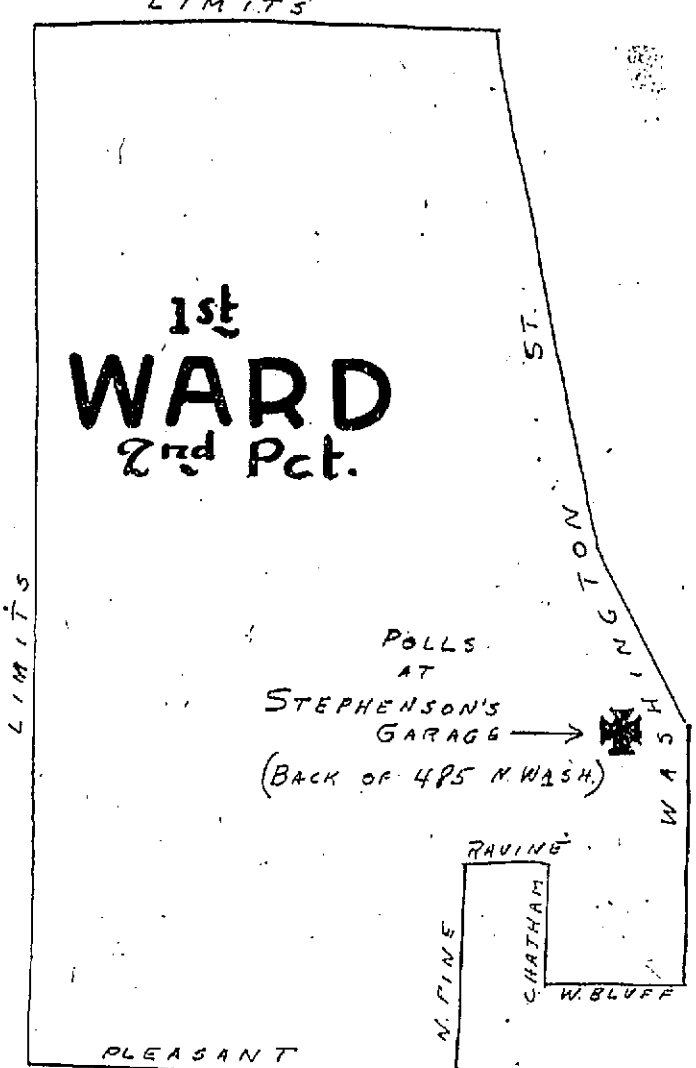 LIMITS
1st
WARD
2nd Pct.
ST.
WASHINGTON
LIMITS
POLLS
AT
STEPHENSON'S
GARAGE
(BACK OF 485 N. WASH.)
RAVINE
CHATHAM
N. PINE
W. BLUFF
PLEASANT